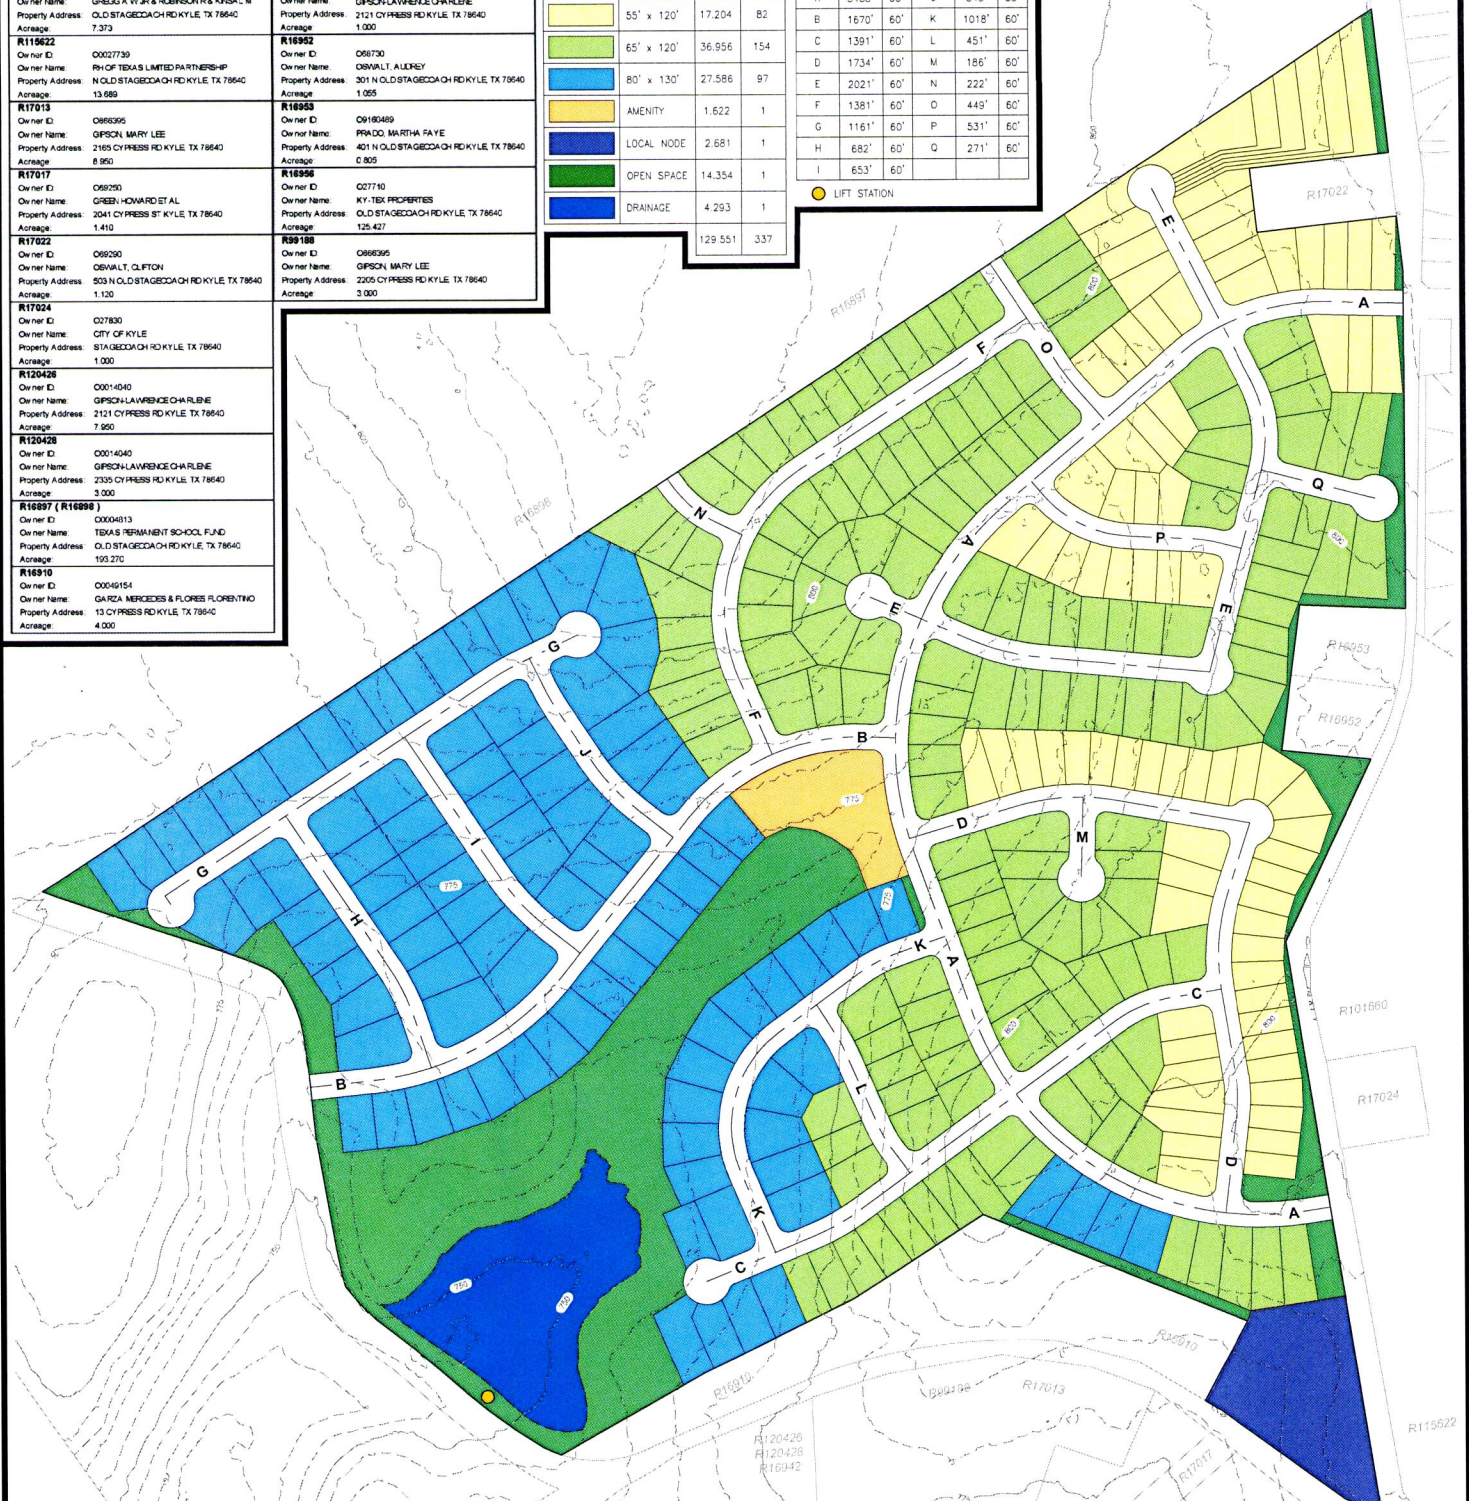 Owner ID:
GREGG A W JR & ROBINSON R & KINSAL M
Property Address: OLD STAGECOACH RD KYLE, TX 78640
Acreage: 7.373
R115622
Owner ID: O0027739
Owner Name: RH OF TEXAS LIMITED PARTNERSHIP
Property Address: N OLD STAGECOACH RD KYLE TX 78640
Acreage: 13.689
R17013
Owner ID: O866395
Owner Name: GIPSON, MARY LEE
Property Address: 2165 CYPRESS RD KYLE, TX 78640
Acreage: 8.950
R17017
Owner ID: O69250
Owner Name: GREEN HOWARD ET AL
Property Address: 2041 CYPRESS ST KYLE, TX 78640
Acreage: 1.410
R17022
Owner ID: O69290
Owner Name: OSWALT, CLIFTON
Property Address: 503 N OLD STAGECOACH RD KYLE, TX 78640
Acreage: 1.120
R17024
Owner ID: O27830
Owner Name: CITY OF KYLE
Property Address: STAGECOACH RD KYLE, TX 78640
Acreage: 1.000
R120426
Owner ID: O0014040
Owner Name: GIPSON-LAWRENCE CHARLENE
Property Address: 2121 CYPRESS RD KYLE, TX 78640
Acreage: 7.950
R120428
Owner ID: O0014040
Owner Name: GIPSON-LAWRENCE CHARLENE
Property Address: 2335 CYPRESS RD KYLE, TX 78640
Acreage: 3.000
R16897 ( R16898 )
Owner ID: O0004813
Owner Name: TEXAS PERMANENT SCHOOL FUND
Property Address: OLD STAGECOACH RD KYLE, TX 78640
Acreage: 193.270
R16910
Owner ID: O0049154
Owner Name: GARZA MERCEDES & FLORES FLORENTINO
Property Address: 13 CYPRESS RD KYLE, TX 78640
Acreage: 4.000
Owner Name: GIPSON-LAWRENCE CHARLENE
Property Address: 2121 CYPRESS RD KYLE, TX 78640
Acreage: 1.000
R16952
Owner ID: O68730
Owner Name: OSWALT, AUDREY
Property Address: 301 N OLD STAGECOACH RD KYLE, TX 78640
Acreage: 1.055
R16953
Owner ID: O9160489
Owner Name: PRADO, MARTHA FAYE
Property Address: 401 N OLD STAGECOACH RD KYLE, TX 78640
Acreage: 0.805
R16956
Owner ID: O27710
Owner Name: KY-TEX PROPERTIES
Property Address: OLD STAGECOACH RD KYLE, TX 78640
Acreage: 125.427
R99188
Owner ID: O866395
Owner Name: GIPSON, MARY LEE
Property Address: 2205 CYPRESS RD KYLE, TX 78640
Acreage: 3.000
55' x 120' 17.204 82
65' x 120' 36.956 154
80' x 130' 27.586 97
AMENITY 1.622 1
LOCAL NODE 2.681 1
OPEN SPACE 14.354 1
DRAINAGE 4.293 1
129.551 337
B 1670' 60' K 1018' 60'
C 1391' 60' L 451' 60'
D 1734' 60' M 186' 60'
E 2021' 60' N 222' 60'
F 1381' 60' O 449' 60'
G 1161' 60' P 531' 60'
H 682' 60' Q 271' 60'
I 653' 60'
LIFT STATION
800
R17022
E
800
R16897
A
F
O
Q
N
R16898
A
P
800
800
E
E
R16953
G
R16952
F
B
J
775
D
M
I
G
775
775
H
K
A
C
800
800
R101660
775
B
L
R17024
D
K
A
C
750
750
750
R16910
R16910
R99188
R17013
R115622
R120426
R120428
R16942
R17017
750